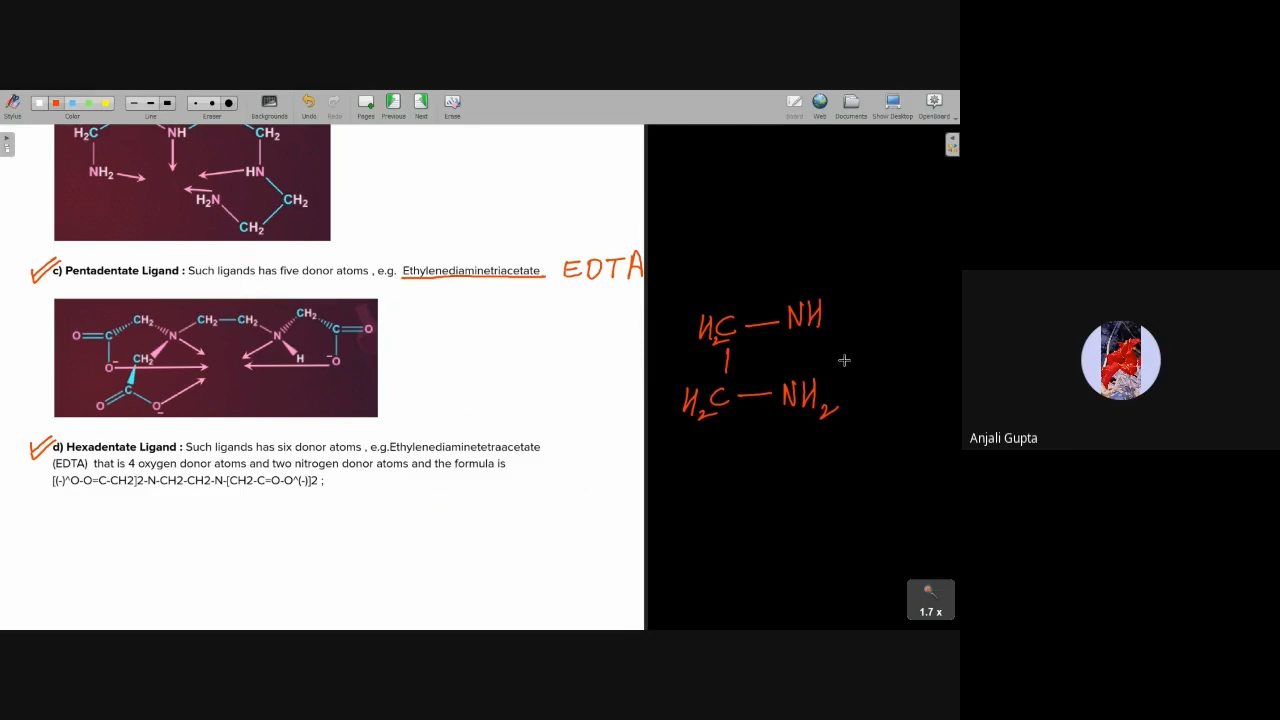 Stylus Color Line Eraser Backgrounds Undo Redo Pages Previous Next Erase Board Web Documents Show Desktop OpenBoard
H₂C NH CH₂
NH₂ HN
H₂N CH₂
CH₂
c) Pentadentate Ligand : Such ligands has five donor atoms , e.g. Ethylenediaminetriacetate EDTA
CH₂ CH₂ CH₂ CH₂
O C N N C O
CH₂ H
O⁻ ⁻O
C
O O⁻
H₂C — NH
H₂C — NH₂
d) Hexadentate Ligand : Such ligands has six donor atoms , e.g.Ethylenediaminetetraacetate
(EDTA) that is 4 oxygen donor atoms and two nitrogen donor atoms and the formula is
[(-)^O-O=C-CH2]2-N-CH2-CH2-N-[CH2-C=O-O^(-)]2 ;
Anjali Gupta
1.7 x